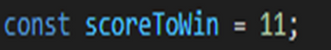 const scoreToWin = 11;